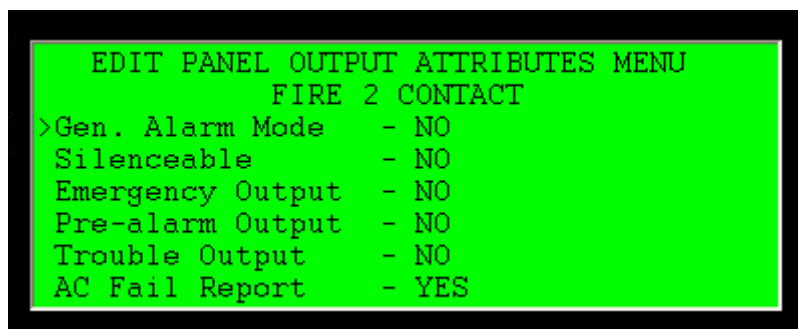 EDIT PANEL OUTPUT ATTRIBUTES MENU
FIRE 2 CONTACT
>Gen. Alarm Mode - NO
Silenceable - NO
Emergency Output - NO
Pre-alarm Output - NO
Trouble Output - NO
AC Fail Report - YES